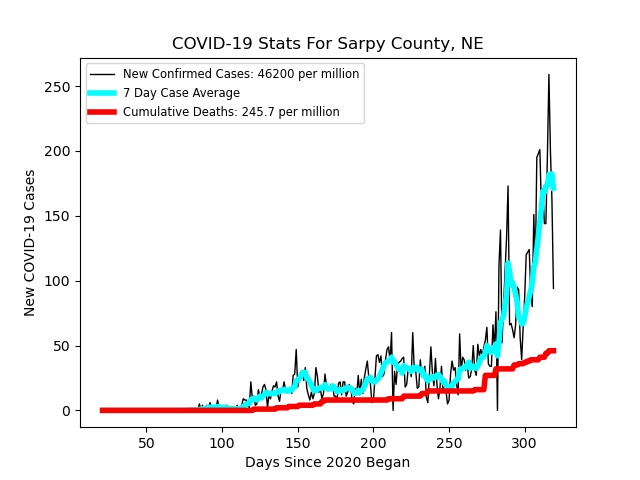 COVID-19 Stats For Sarpy County, NE
New Confirmed Cases: 46200 per million
7 Day Case Average
Cumulative Deaths: 245.7 per million
New COVID-19 Cases
250
200
150
100
50
0
50 100 150 200 250 300
Days Since 2020 Began